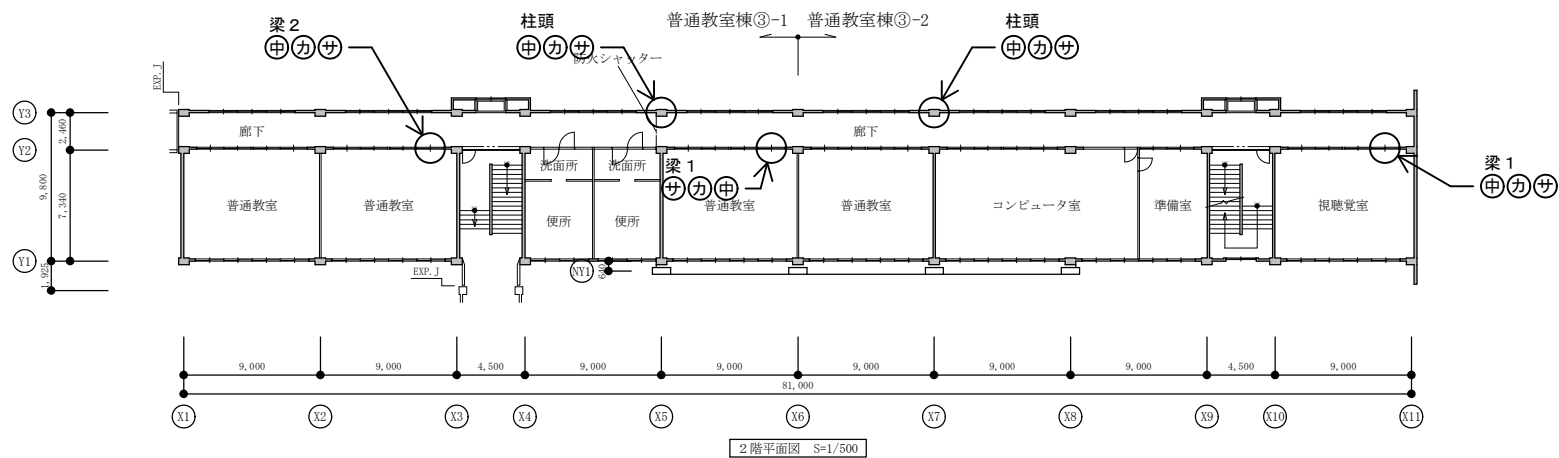 普通教室棟③-1 普通教室棟③-2
梁2
中 カ サ
柱頭
中 カ サ
柱頭
中 カ サ
防火シャッター
EXP.J
Y3
Y2
Y1
2,460
7,340
9,800
1,925
廊下
廊下
洗面所
洗面所
梁1
サ カ 中
梁1
中 カ サ
普通教室
普通教室
便所
便所
普通教室
普通教室
コンピュータ室
準備室
視聴覚室
EXP.J
NY1
640
9,000
9,000
4,500
9,000
9,000
9,000
9,000
9,000
4,500
9,000
81,000
X1
X2
X3
X4
X5
X6
X7
X8
X9
X10
X11
2階平面図 S=1/500